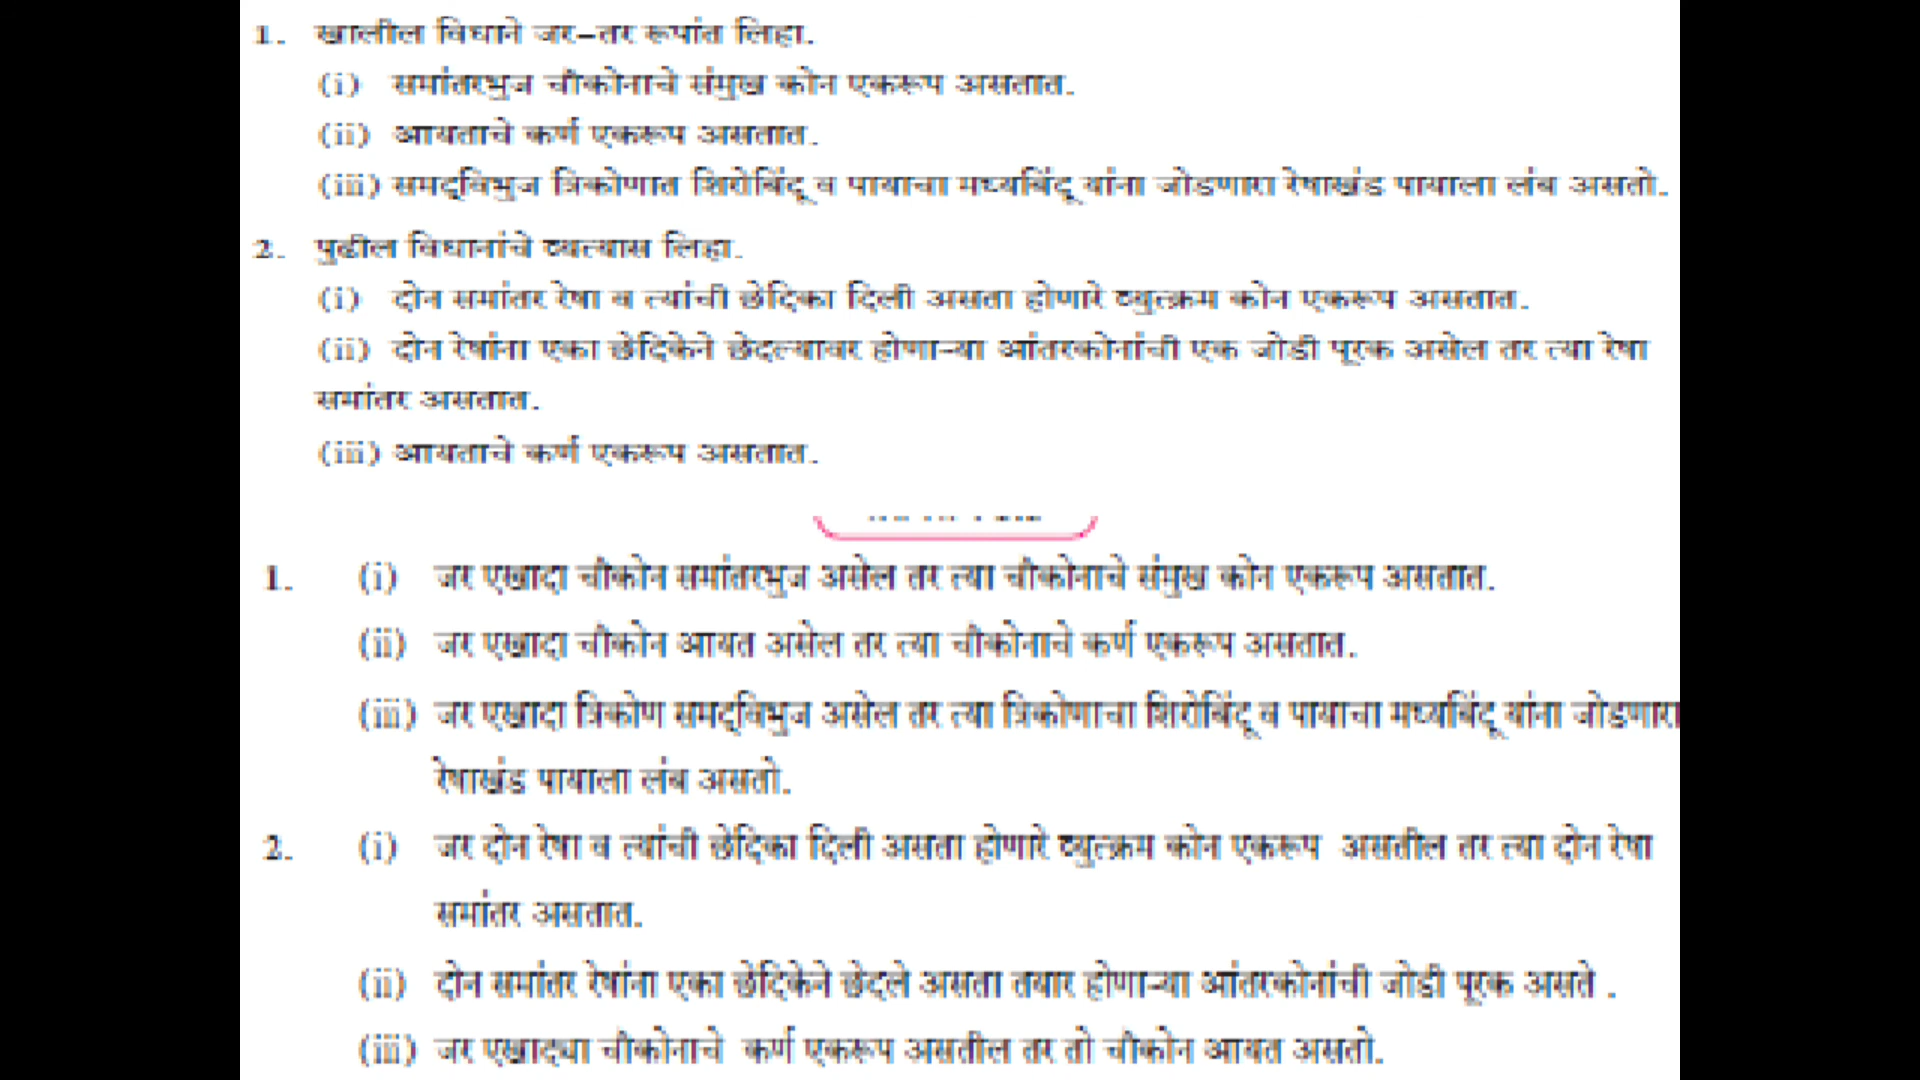 1. खालील विधाने जर-तर रूपांत लिहा.
(i) समांतरभुज चौकोनाचे संमुख कोन एकरूप असतात.
(ii) आयताचे कर्ण एकरूप असतात.
(iii) समद्विभुज त्रिकोणात शिरोबिंदू व पायाचा मध्यबिंदू यांना जोडणारा रेषाखंड पायाला लंब असतो.
2. पुढील विधानांचे व्यत्यास लिहा.
(i) दोन समांतर रेषा व त्यांची छेदिका दिली असता होणारे व्युत्क्रम कोन एकरूप असतात.
(ii) दोन रेषांना एका छेदिकेने छेदल्यावर होणाऱ्या आंतरकोनांची एक जोडी पूरक असेल तर त्या रेषा
समांतर असतात.
(iii) आयताचे कर्ण एकरूप असतात.
1. (i) जर एखादा चौकोन समांतरभुज असेल तर त्या चौकोनाचे संमुख कोन एकरूप असतात.
(ii) जर एखादा चौकोन आयत असेल तर त्या चौकोनाचे कर्ण एकरूप असतात.
(iii) जर एखादा त्रिकोण समद्विभुज असेल तर त्या त्रिकोणाचा शिरोबिंदू व पायाचा मध्यबिंदू यांना जोडणारा
रेषाखंड पायाला लंब असतो.
2. (i) जर दोन रेषा व त्यांची छेदिका दिली असता होणारे व्युत्क्रम कोन एकरूप असतील तर त्या दोन रेषा
समांतर असतात.
(ii) दोन समांतर रेषांना एका छेदिकेने छेदले असता तयार होणाऱ्या आंतरकोनांची जोडी पूरक असते .
(iii) जर एखाद्या चौकोनाचे कर्ण एकरूप असतील तर तो चौकोन आयत असतो.